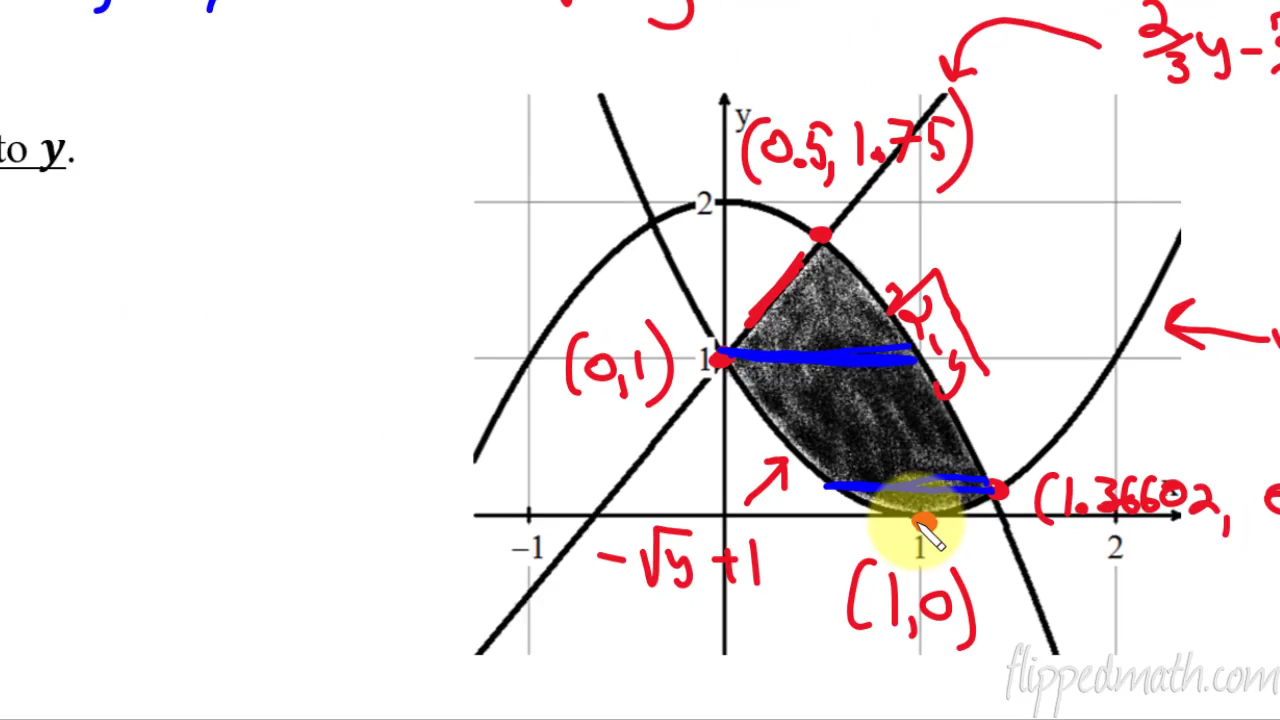 2/3 y -
y
(0.5, 1.75)
to y.
2
√2-y
(0,1)
1
(1.36602, 0
-√y +1
-1
1
2
(1,0)
flippedmath.com